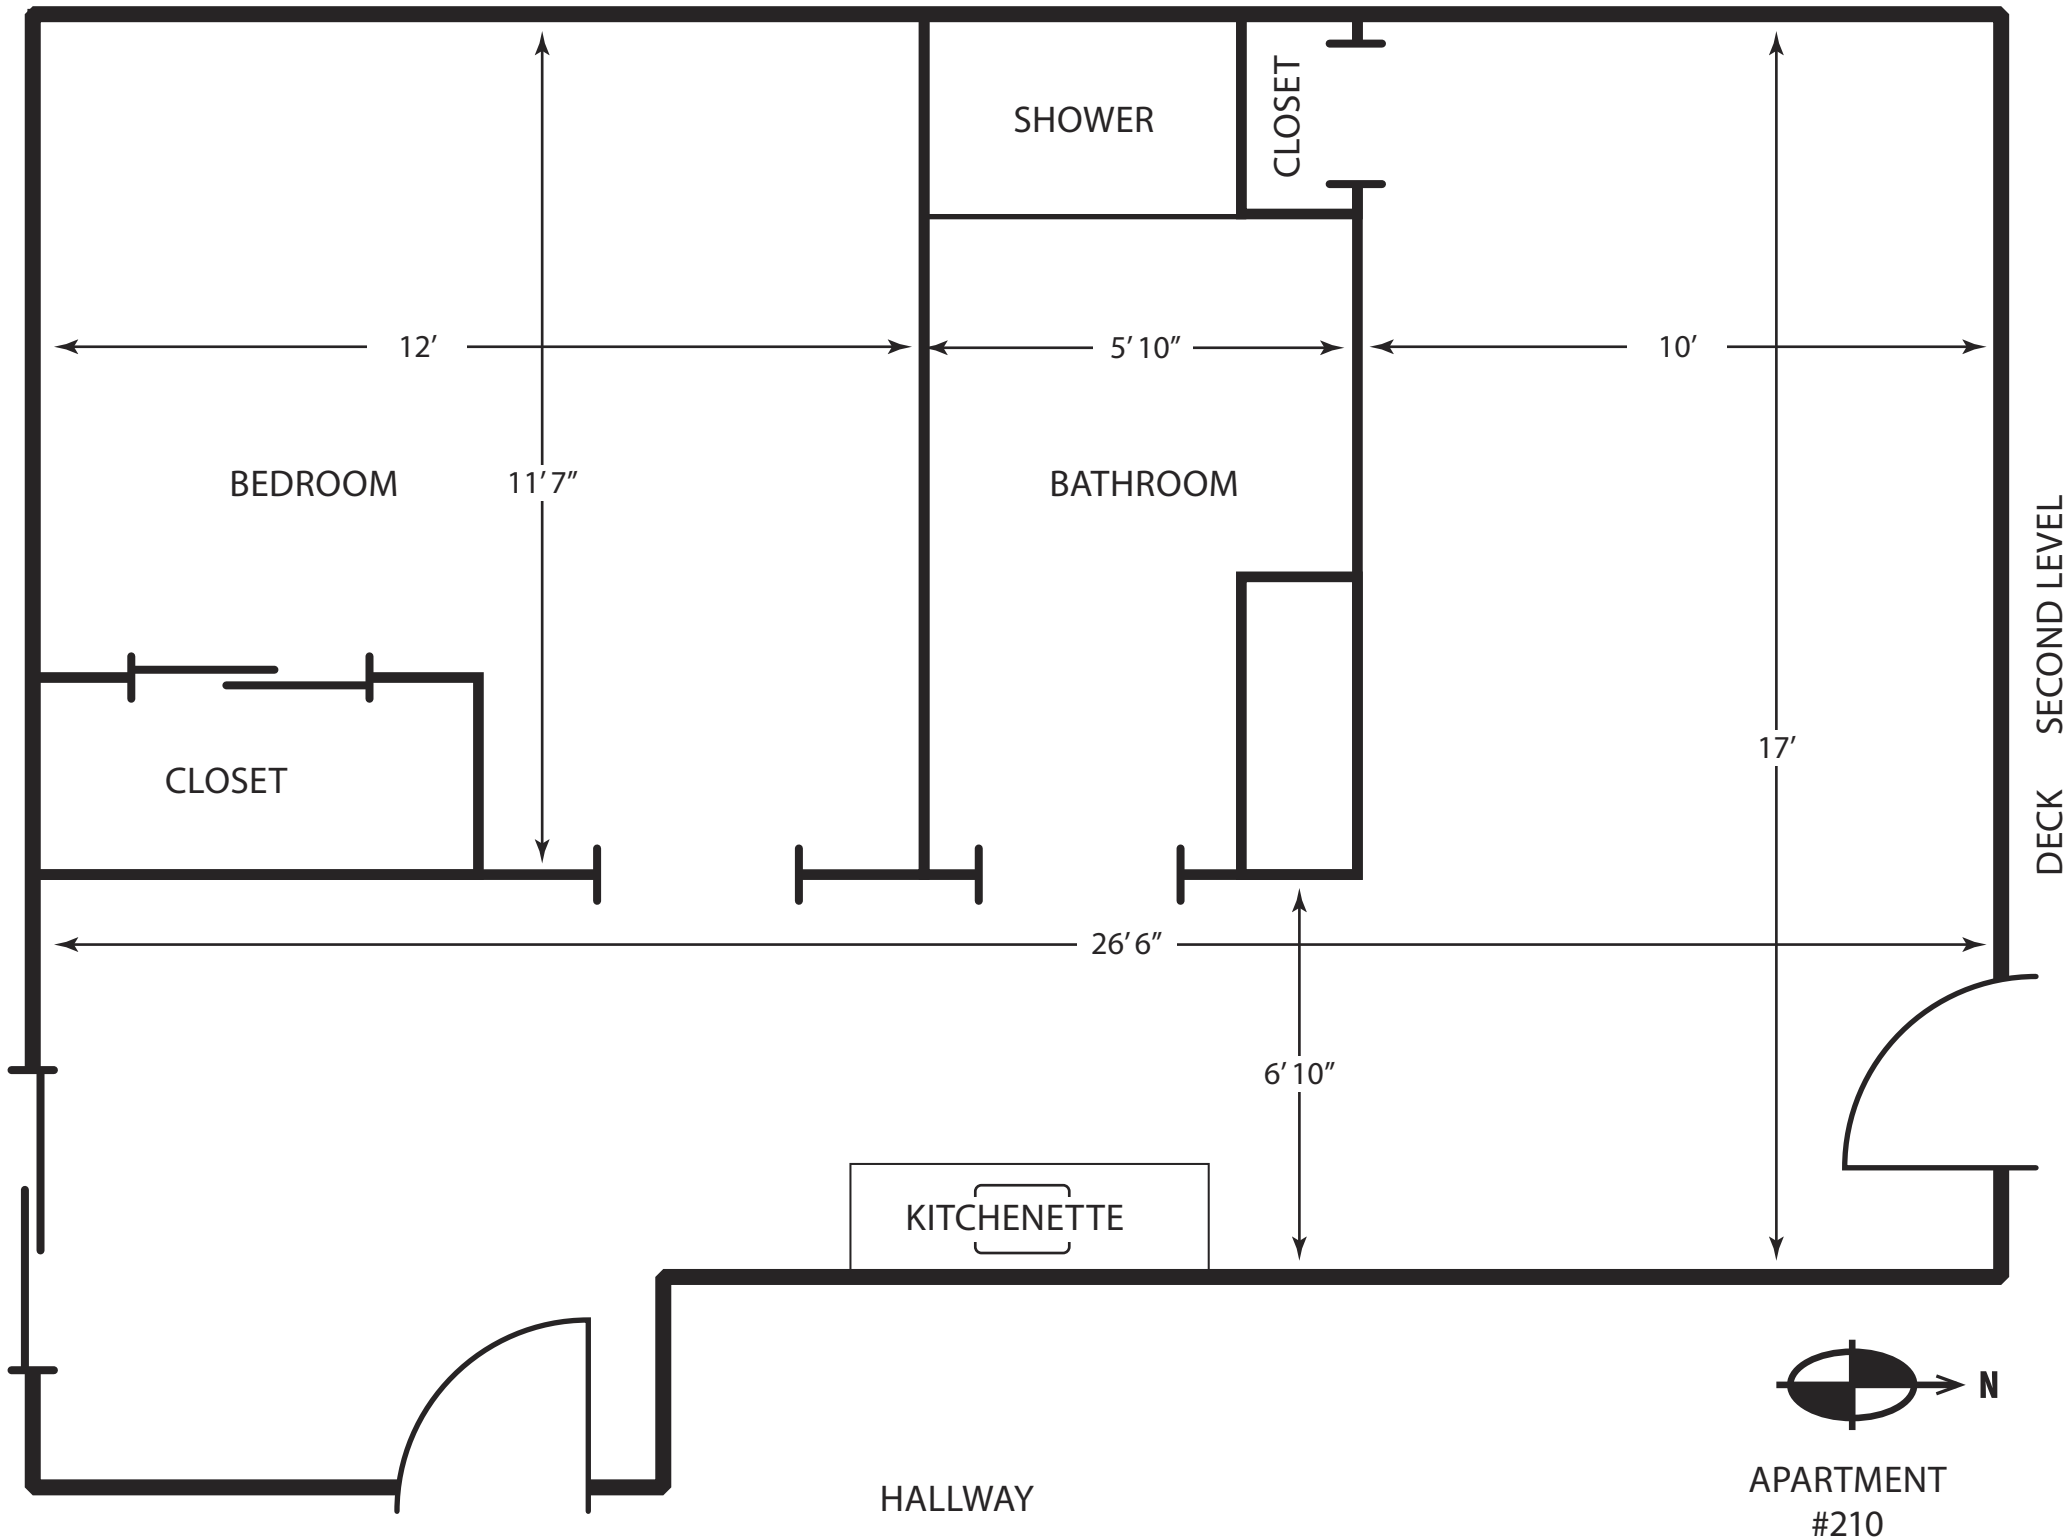 SHOWER
CLOSET
12’
5’ 10”
10’
BEDROOM
11’ 7”
BATHROOM
DECK SECOND LEVEL
17’
CLOSET
26’ 6”
6’ 10”
KITCHENETTE
N
HALLWAY
APARTMENT
#210